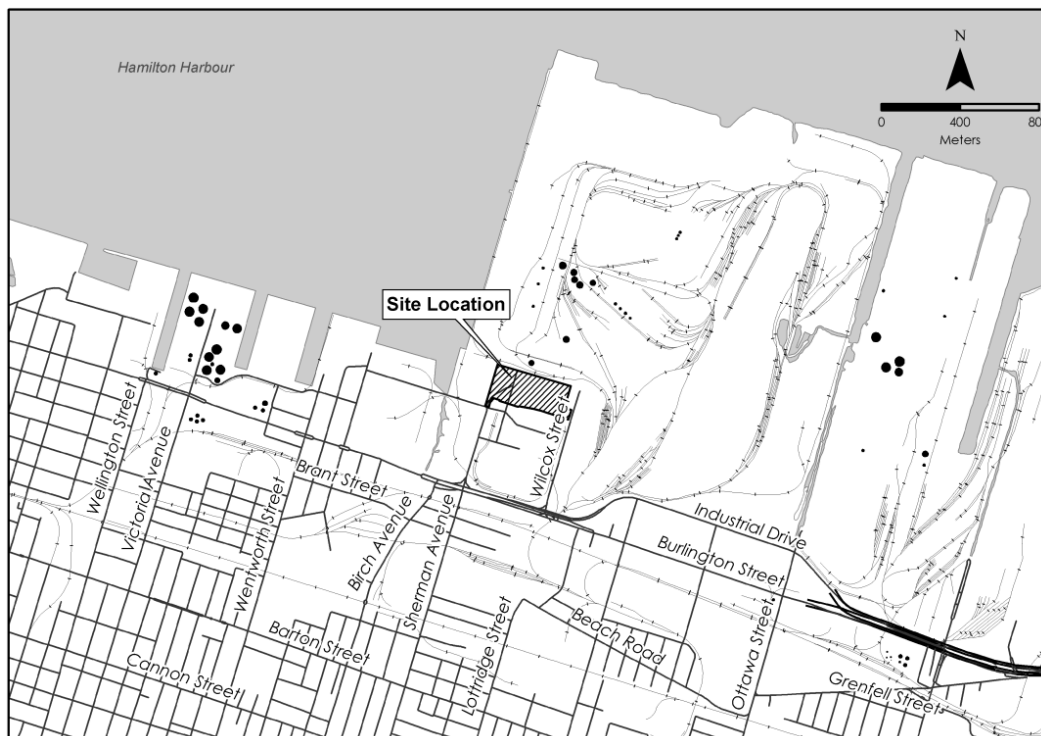 Hamilton Harbour
N
0 400 80
Meters
Site Location
Wellington Street
Victoria Avenue
Wentworth Street
Brant Street
Birch Avenue
Sherman Avenue
Wilcox Street
Industrial Drive
Burlington Street
Barton Street
Cannon Street
Lottridge Street
Beach Road
Ottawa Street
Grenfell Street